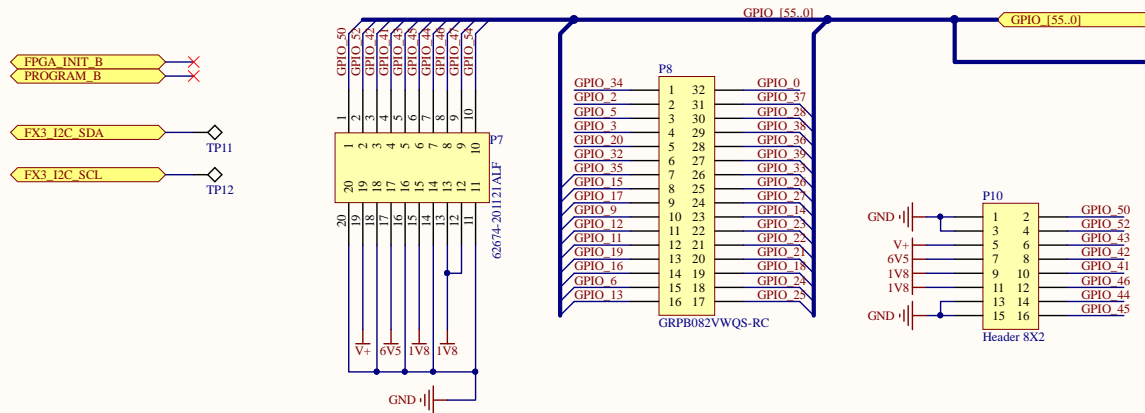 GPIO_[55..0]
GPIO_[55..0]
FPGA_INIT_B
PROGRAM_B
FX3_I2C_SDA
TP11
FX3_I2C_SCL
TP12
GPIO_50
GPIO_52
GPIO_42
GPIO_41
GPIO_43
GPIO_45
GPIO_44
GPIO_46
GPIO_47
GPIO_54
1 2 3 4 5 6 7 8 9 10
P7
1 2 3 4 5 6 7 8 9 10
20 19 18 17 16 15 14 13 12 11
20 19 18 17 16 15 14 13 12 11
62674-201121ALF
V+ 6V5 1V8 1V8
GND
P8
GPIO_34 1 32 GPIO_0
GPIO_2 2 31 GPIO_37
GPIO_5 3 30 GPIO_28
GPIO_3 4 29 GPIO_38
GPIO_20 5 28 GPIO_36
GPIO_32 6 27 GPIO_39
GPIO_35 7 26 GPIO_33
GPIO_15 8 25 GPIO_26
GPIO_17 9 24 GPIO_27
GPIO_9 10 23 GPIO_14
GPIO_12 11 22 GPIO_23
GPIO_11 12 21 GPIO_22
GPIO_19 13 20 GPIO_21
GPIO_16 14 19 GPIO_18
GPIO_6 15 18 GPIO_24
GPIO_13 16 17 GPIO_25
GRPB082VWQS-RC
P10
GND 1 2 GPIO_50
3 4 GPIO_52
V+ 5 6 GPIO_43
6V5 7 8 GPIO_42
1V8 9 10 GPIO_41
1V8 11 12 GPIO_46
13 14 GPIO_44
GND 15 16 GPIO_45
Header 8X2